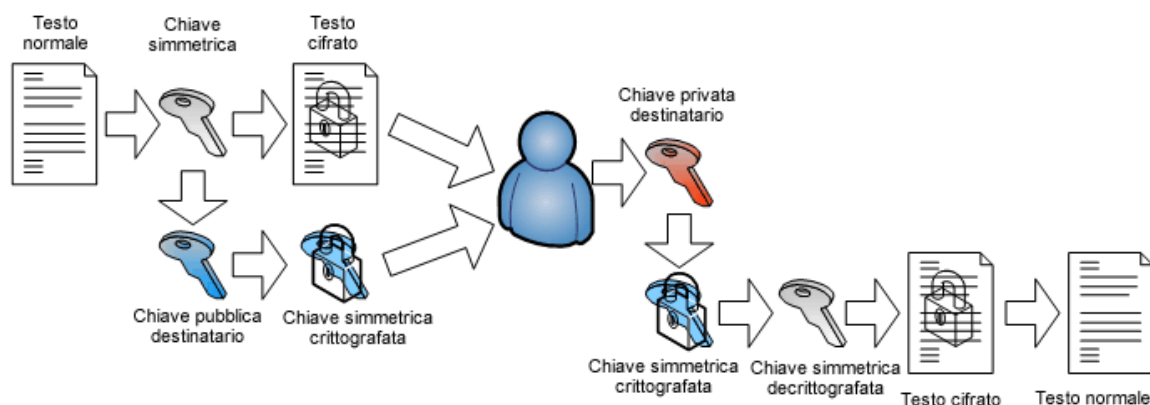 Testo
normale
Chiave
simmetrica
Testo
cifrato
Chiave privata
destinatario
Chiave pubblica
destinatario
Chiave simmetrica
crittografata
Chiave simmetrica
crittografata
Chiave simmetrica
decrittografata
Testo cifrato
Testo normale